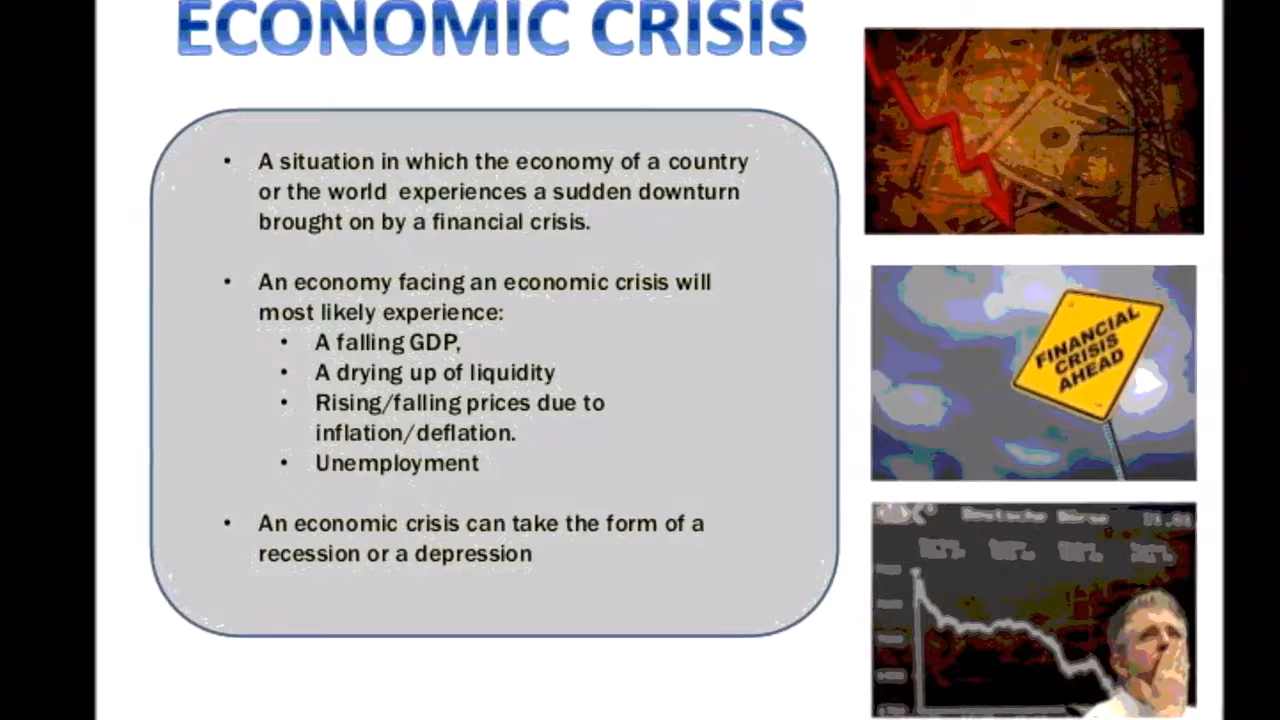 ECONOMIC CRISIS
• A situation in which the economy of a country
or the world experiences a sudden downturn
brought on by a financial crisis.
• An economy facing an economic crisis will
most likely experience:
• A falling GDP,
• A drying up of liquidity
• Rising/falling prices due to
inflation/deflation.
• Unemployment
• An economic crisis can take the form of a
recession or a depression
FINANCIAL
CRISIS
AHEAD